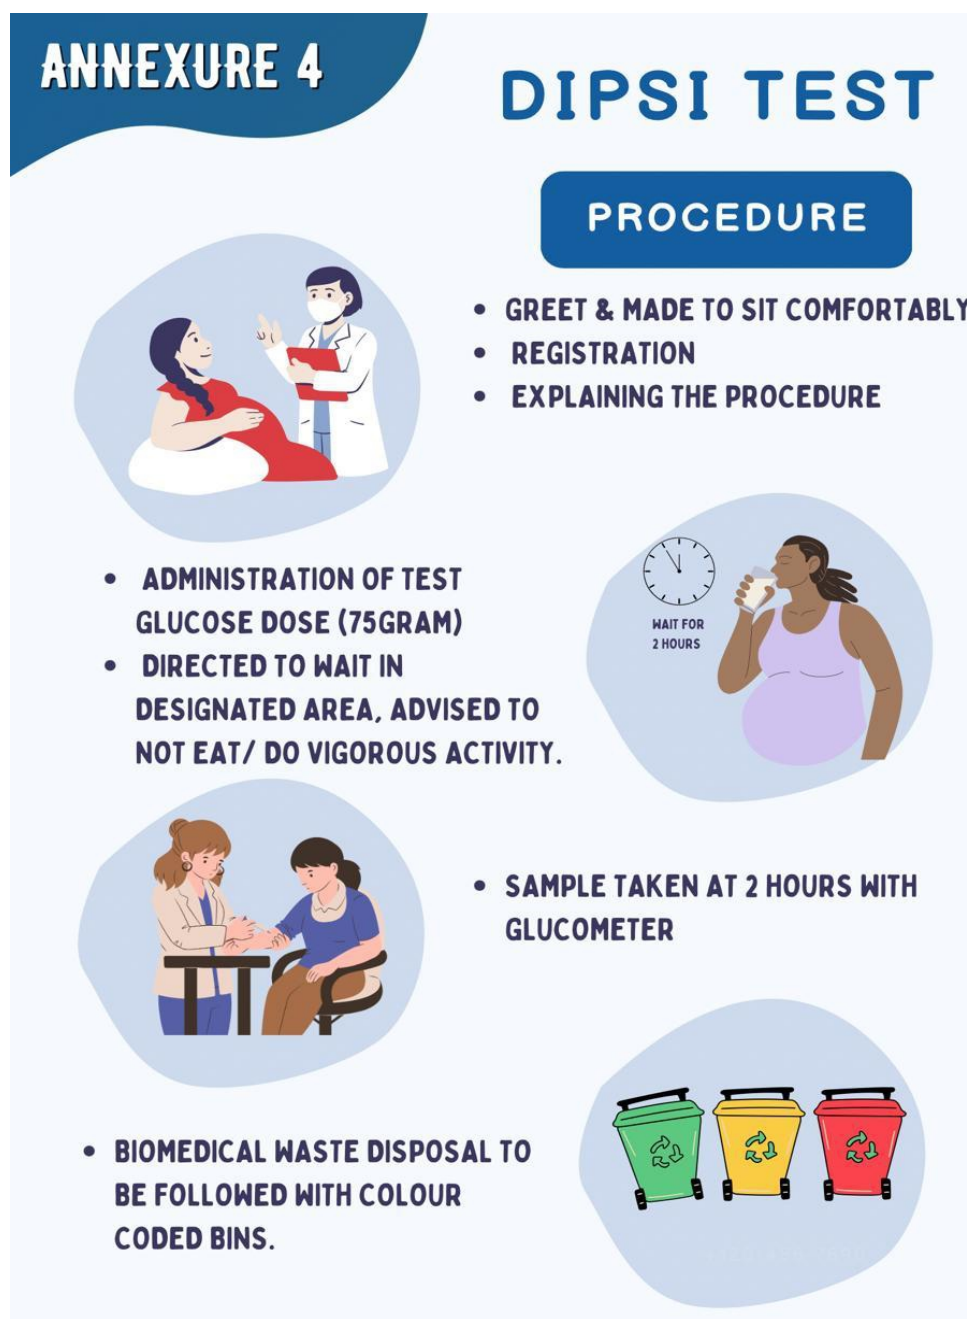 ANNEXURE 4
DIPSI TEST
PROCEDURE
• GREET & MADE TO SIT COMFORTABLY
• REGISTRATION
• EXPLAINING THE PROCEDURE
• ADMINISTRATION OF TEST
GLUCOSE DOSE (75GRAM)
• DIRECTED TO WAIT IN
DESIGNATED AREA, ADVISED TO
NOT EAT/ DO VIGOROUS ACTIVITY.
WAIT FOR
2 HOURS
• SAMPLE TAKEN AT 2 HOURS WITH
GLUCOMETER
• BIOMEDICAL WASTE DISPOSAL TO
BE FOLLOWED WITH COLOUR
CODED BINS.